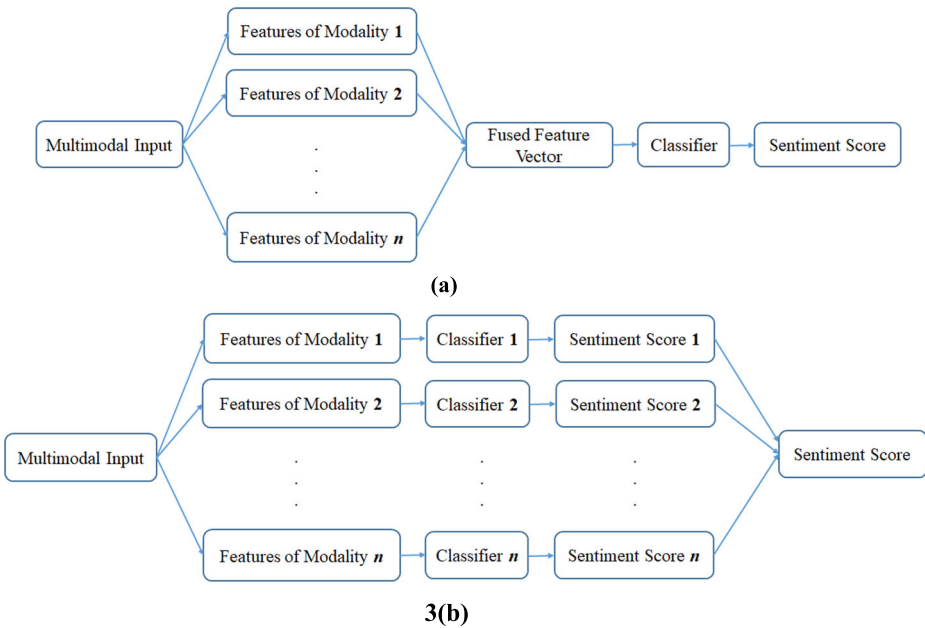 Features of Modality 1
Features of Modality 2
Multimodal Input
Fused Feature
Vector
Classifier
Sentiment Score
Features of Modality n
(a)
Features of Modality 1
Classifier 1
Sentiment Score 1
Features of Modality 2
Classifier 2
Sentiment Score 2
Multimodal Input
Sentiment Score
Features of Modality n
Classifier n
Sentiment Score n
3(b)